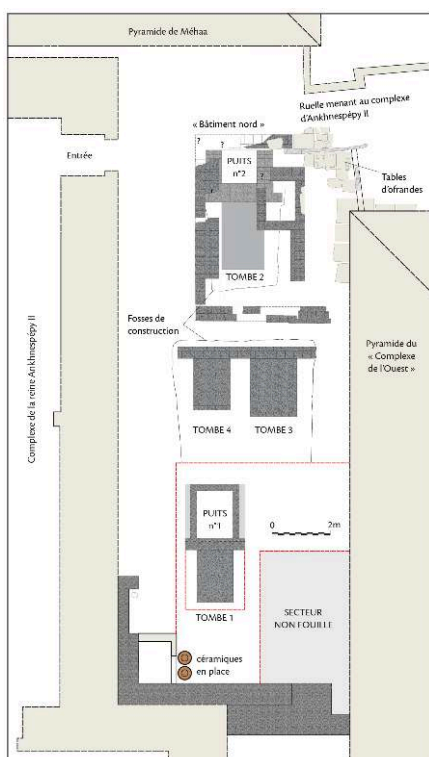 Pyramide de Méhaa
Ruelle menant au complexe
d'Ankhnespépy II
« Bâtiment nord »
Entrée
?
?
PUITS
n°2
?
?
Tables
d'ofrandes
TOMBE 2
Fosses de
construction
Complexe de la reine Ankhnespépy II
Pyramide du
« Complexe
de l'Ouest »
TOMBE 4
TOMBE 3
PUITS
n°1
0
2m
TOMBE 1
SECTEUR
NON FOUILLE
céramiques
en place